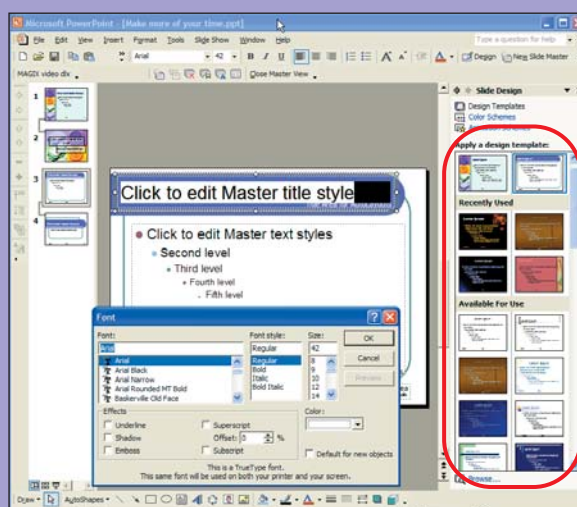 Microsoft PowerPoint - [Make more of your time.ppt]
File Edit View Insert Format Tools Slide Show Window Help
Type a question for help
Arial
42
B I U
Design New Slide Master
MAGIX video dlx
Close Master View
Slide Design
Design Templates
Color Schemes
Apply a design template:
Recently Used
Available For Use
Browse...
1
2
3
4
Click to edit Master title style
Click to edit Master text styles
Second level
Third level
Fourth level
Fifth level
Font
Font: Font style: Size:
Arial Regular 42
OK
Arial Regular 8
Arial Black Bold 9
Cancel
Arial Narrow Italic 10
Arial Rounded MT Bold Bold Italic 12
Preview
Baskerville Old Face 14
Effects
Color:
Underline Superscript
Shadow Offset: 0 %
Emboss Subscript
Default for new objects
This is a TrueType font.
This same font will be used on both your printer and your screen.
Draw AutoShapes